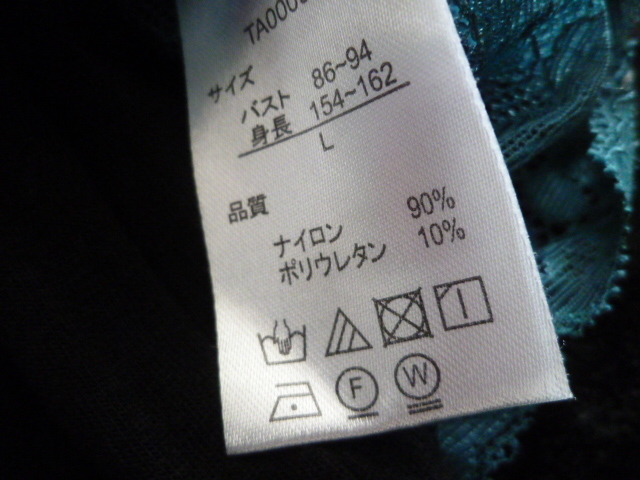 TA000
サイズ
バスト 86~94
身長 154~162
L
品質
ナイロン 90%
ポリウレタン 10%
F W